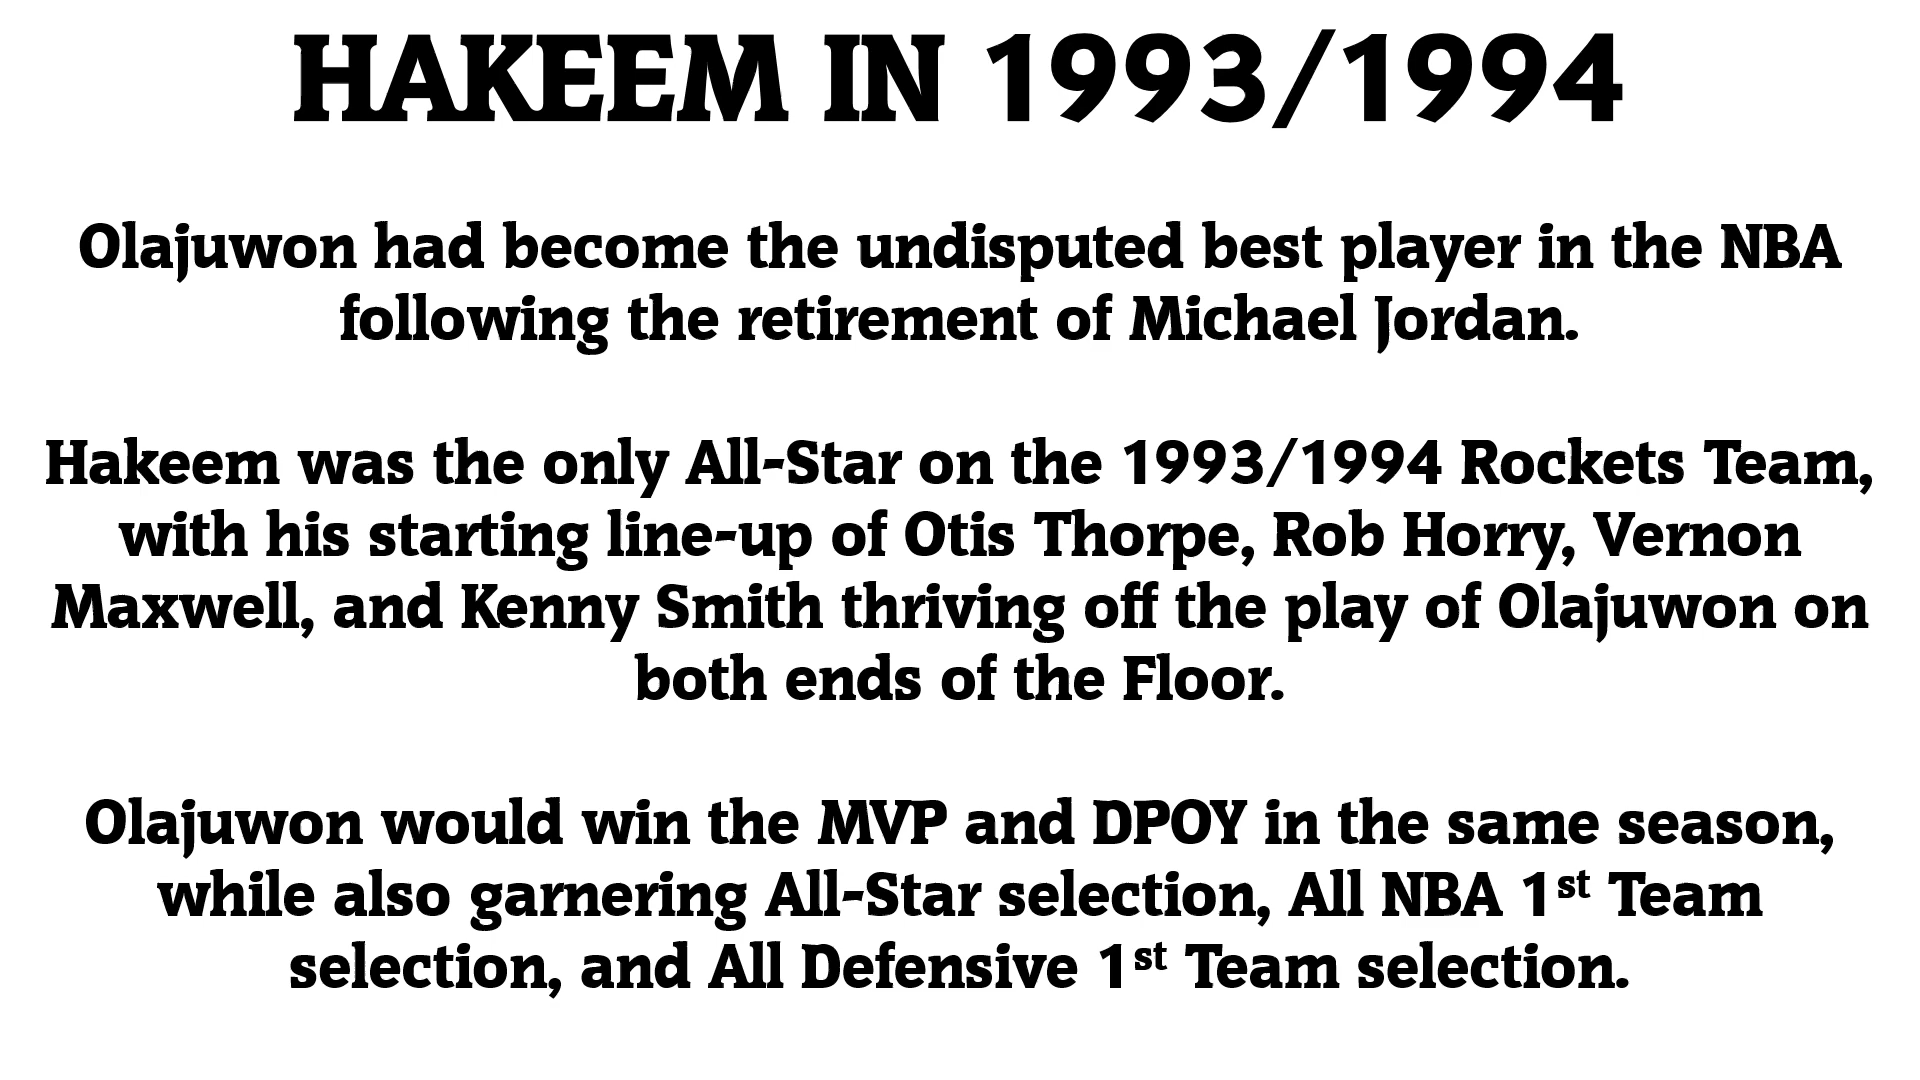 HAKEEM IN 1993/1994
Olajuwon had become the undisputed best player in the NBA
following the retirement of Michael Jordan.
Hakeem was the only All-Star on the 1993/1994 Rockets Team,
with his starting line-up of Otis Thorpe, Rob Horry, Vernon
Maxwell, and Kenny Smith thriving off the play of Olajuwon on
both ends of the Floor.
Olajuwon would win the MVP and DPOY in the same season,
while also garnering All-Star selection, All NBA 1st Team
selection, and All Defensive 1st Team selection.